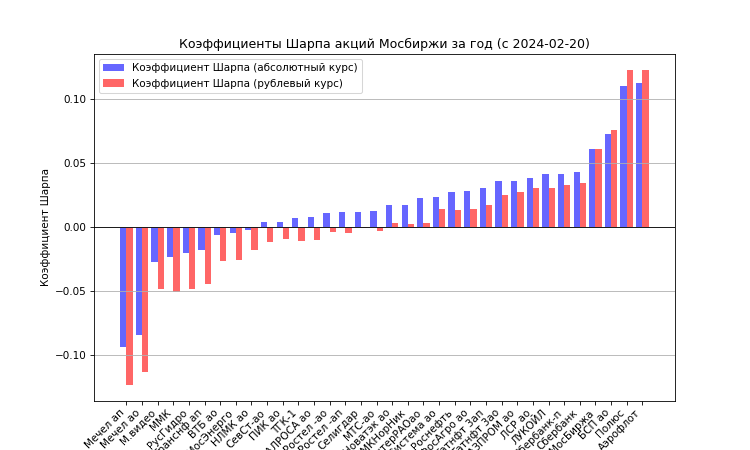 Коэффициенты Шарпа акций Мосбиржи за год (с 2024-02-20)
Коэффициент Шарпа (абсолютный курс)
Коэффициент Шарпа (рублевый курс)
Коэффициент Шарпа
0.10
0.05
0.00
−0.05
−0.10
Мечел ап
Мечел ао
М.видео
ММК
РусГидро
ВТБ ао
НЛМК ао
СевСт-ао
ПИК ао
ТГК-1
Ростел -ао
Ростел -ап
Селигдар
МТС-ао
Новатэк ао
Роснефть
ЛСР ао
ЛУКОЙЛ
Сбербанк
МосБиржа
БСП ао
Полюс
Аэрофлот